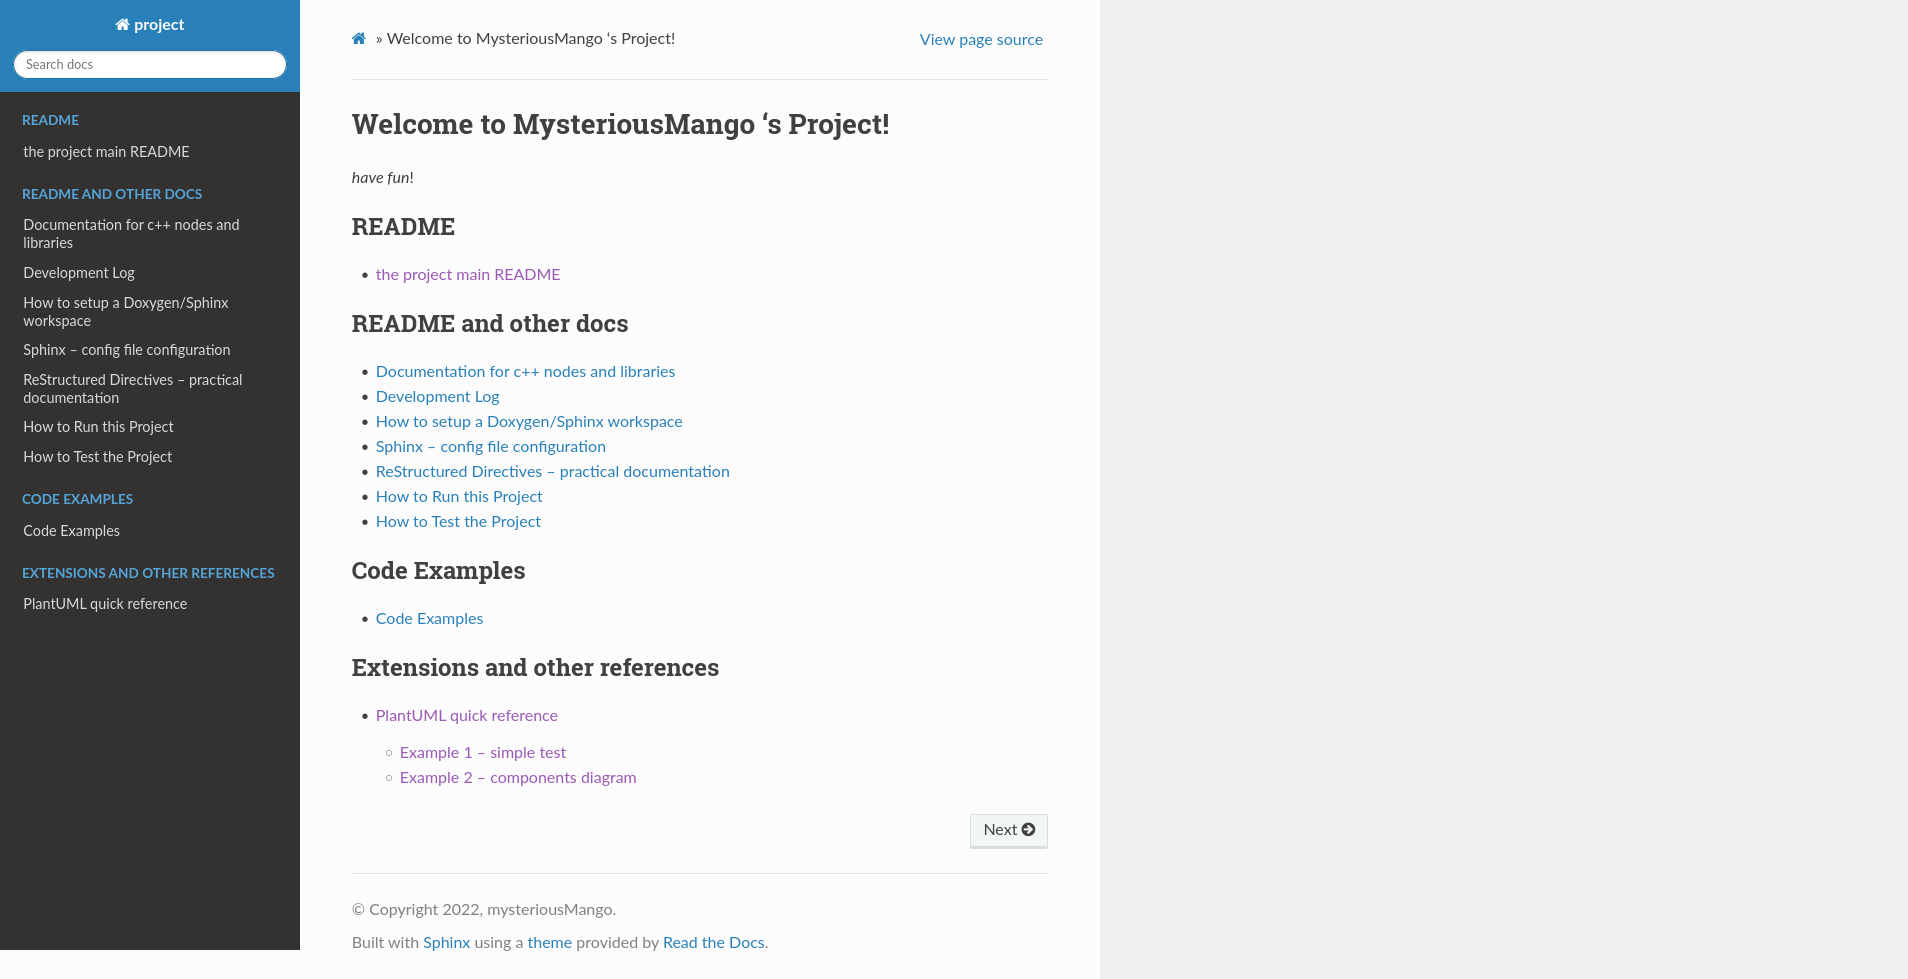 project
Search docs
README
the project main README
README AND OTHER DOCS
Documentation for c++ nodes and
libraries
Development Log
How to setup a Doxygen/Sphinx
workspace
Sphinx – config file configuration
ReStructured Directives – practical
documentation
How to Run this Project
How to Test the Project
CODE EXAMPLES
Code Examples
EXTENSIONS AND OTHER REFERENCES
PlantUML quick reference
» Welcome to MysteriousMango ‘s Project!
View page source
Welcome to MysteriousMango ‘s Project!
have fun!
README
• the project main README
README and other docs
• Documentation for c++ nodes and libraries
• Development Log
• How to setup a Doxygen/Sphinx workspace
• Sphinx – config file configuration
• ReStructured Directives – practical documentation
• How to Run this Project
• How to Test the Project
Code Examples
• Code Examples
Extensions and other references
• PlantUML quick reference
○ Example 1 – simple test
○ Example 2 – components diagram
Next
© Copyright 2022, mysteriousMango.
Built with Sphinx using a theme provided by Read the Docs.